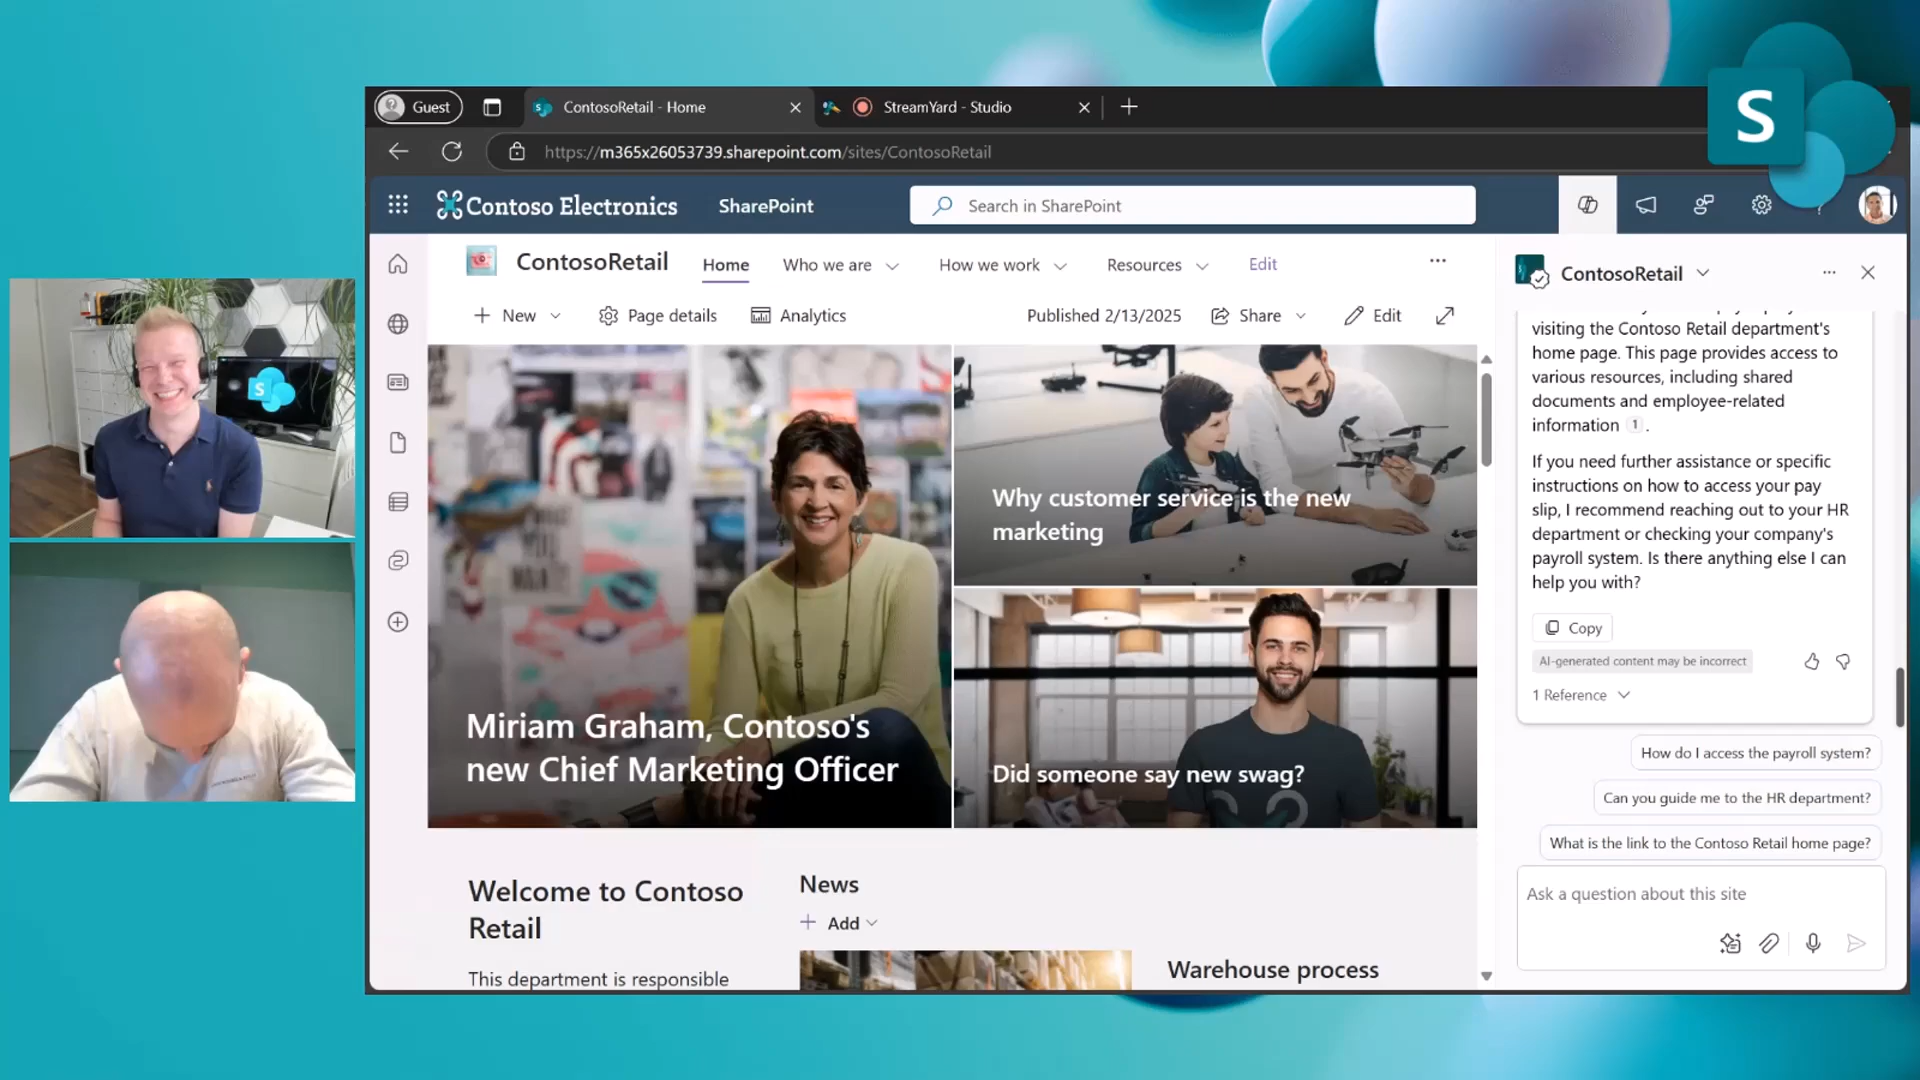 Guest
ContosoRetail - Home
StreamYard - Studio
https://m365x26053739.sharepoint.com/sites/ContosoRetail
S
Contoso Electronics
SharePoint
Search in SharePoint
ContosoRetail
Home
Who we are
How we work
Resources
Edit
New
Page details
Analytics
Published 2/13/2025
Share
Edit
Miriam Graham, Contoso's
new Chief Marketing Officer
Why customer service is the new
marketing
Did someone say new swag?
Welcome to Contoso
Retail
This department is responsible
News
Add
Warehouse process
ContosoRetail
visiting the Contoso Retail department's
home page. This page provides access to
various resources, including shared
documents and employee-related
information 1 .
If you need further assistance or specific
instructions on how to access your pay
slip, I recommend reaching out to your HR
department or checking your company's
payroll system. Is there anything else I can
help you with?
Copy
AI-generated content may be incorrect
1 Reference
How do I access the payroll system?
Can you guide me to the HR department?
What is the link to the Contoso Retail home page?
Ask a question about this site
S